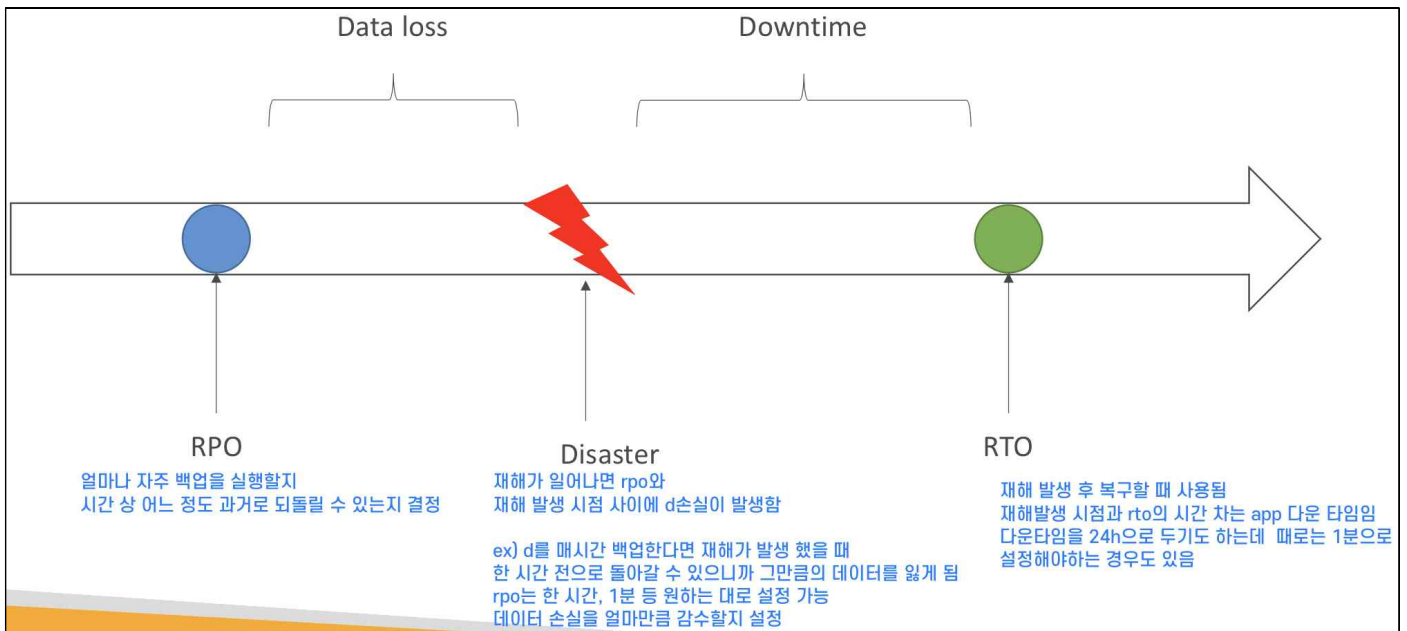 Data loss
Downtime
RPO
얼마나 자주 백업을 실행할지
시간 상 어느 정도 과거로 되돌릴 수 있는지 결정
Disaster
재해가 일어나면 rpo와
재해 발생 시점 사이에 d손실이 발생함
ex) d를 매시간 백업한다면 재해가 발생 했을 때
한 시간 전으로 돌아갈 수 있으니까 그만큼의 데이터를 잃게 됨
rpo는 한 시간, 1분 등 원하는 대로 설정 가능
데이터 손실을 얼마만큼 감수할지 설정
RTO
재해 발생 후 복구할 때 사용됨
재해발생 시점과 rto의 시간 차는 app 다운 타임임
다운타임을 24h으로 두기도 하는데 때로는 1분으로
설정해야하는 경우도 있음